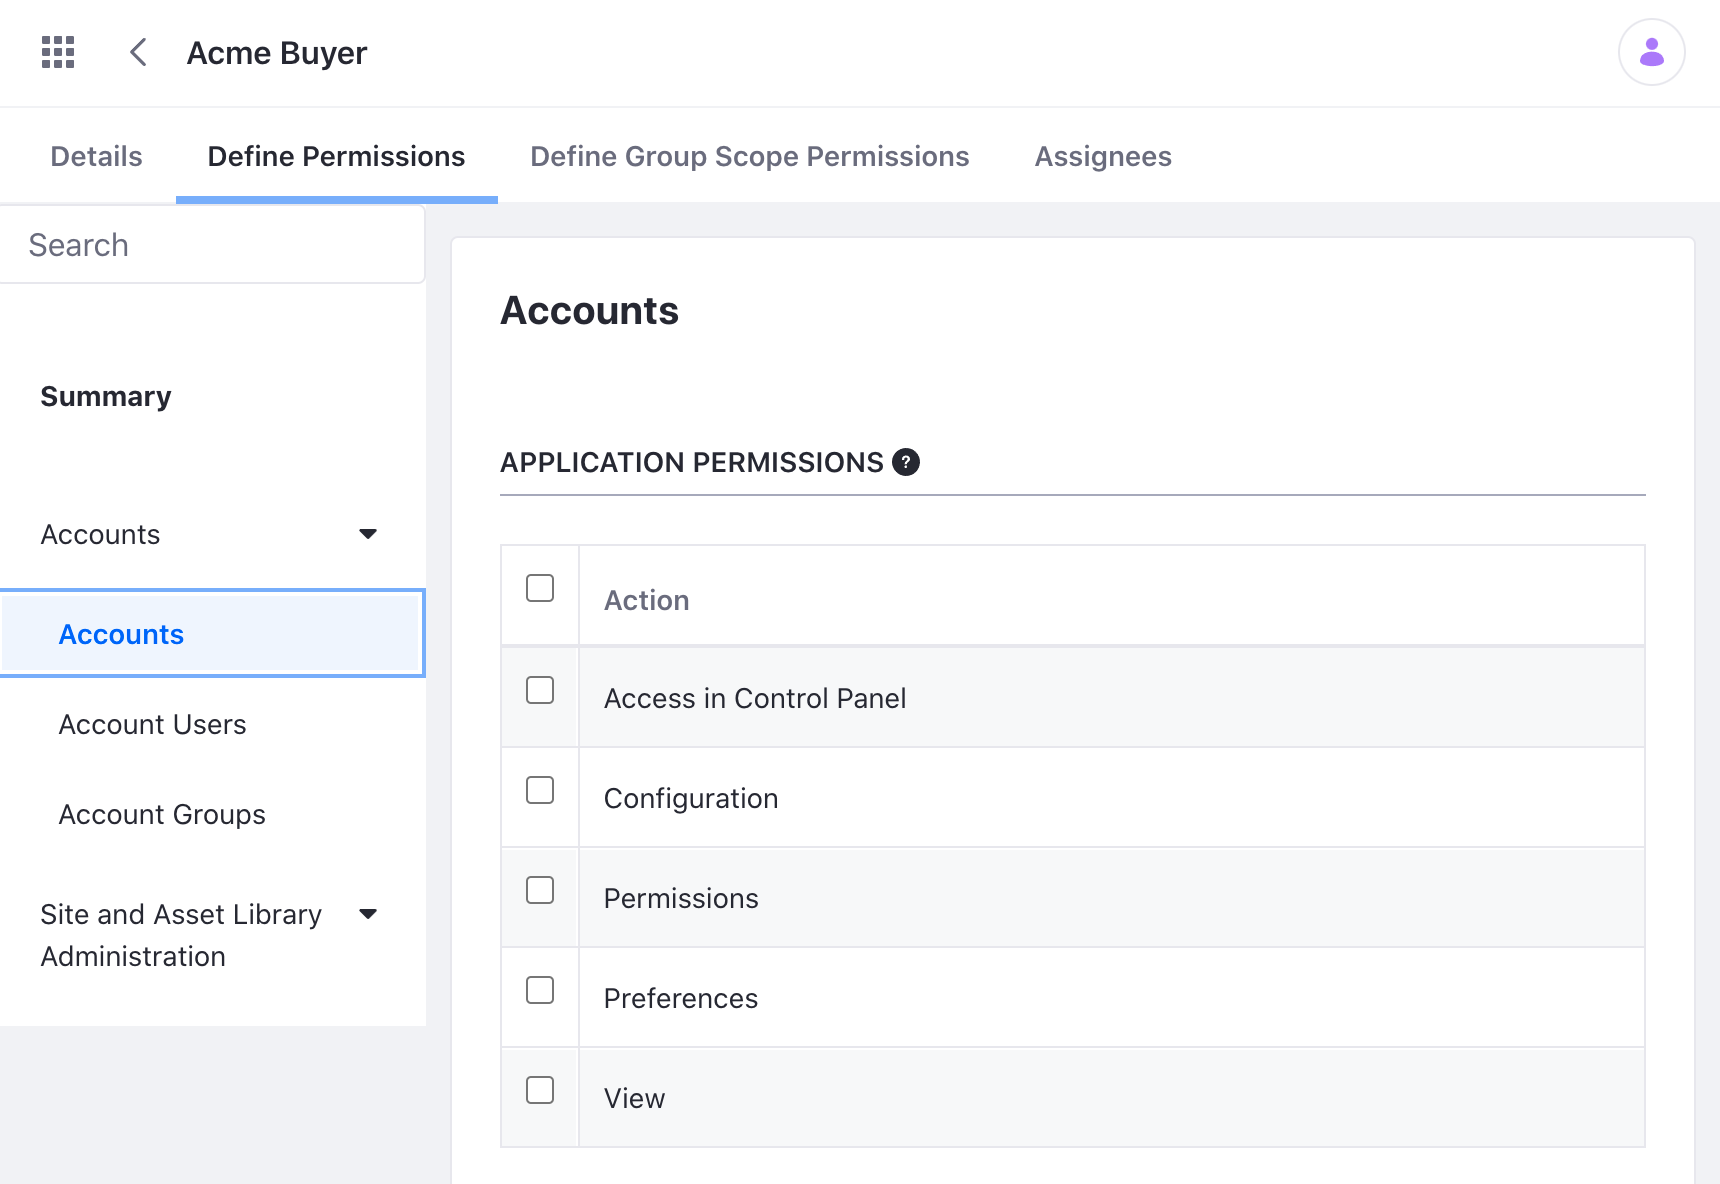 Acme Buyer
Details
Define Permissions
Define Group Scope Permissions
Assignees
Search
Summary
Accounts
Accounts
Account Users
Account Groups
Site and Asset Library
Administration
Accounts
APPLICATION PERMISSIONS ?
Action
Access in Control Panel
Configuration
Permissions
Preferences
View